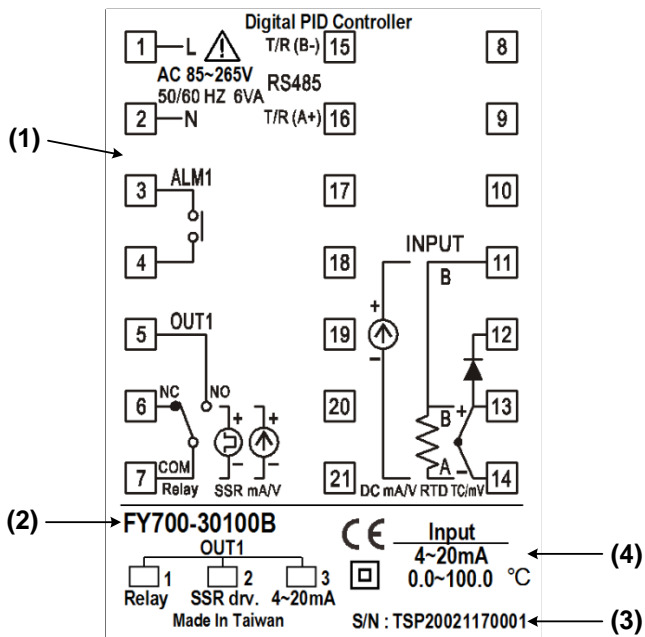 Digital PID Controller
1 L T/R (B-) 15 8
AC 85~265V RS485
50/60 HZ 6VA
2 N T/R (A+) 16 9
(1)
3 ALM1 17 10
4 18 INPUT 11
B
+
5 OUT1 19 12
-
6 NC NO 20 13
+ + B +
- - A -
7 COM 21 14
Relay SSR mA/V DC mA/V RTD TC/mV
(2) FY700-30100B CE Input
OUT1 4~20mA (4)
1 2 3 0.0~100.0 °C
Relay SSR drv. 4~20mA
Made In Taiwan S/N : TSP20021170001 (3)